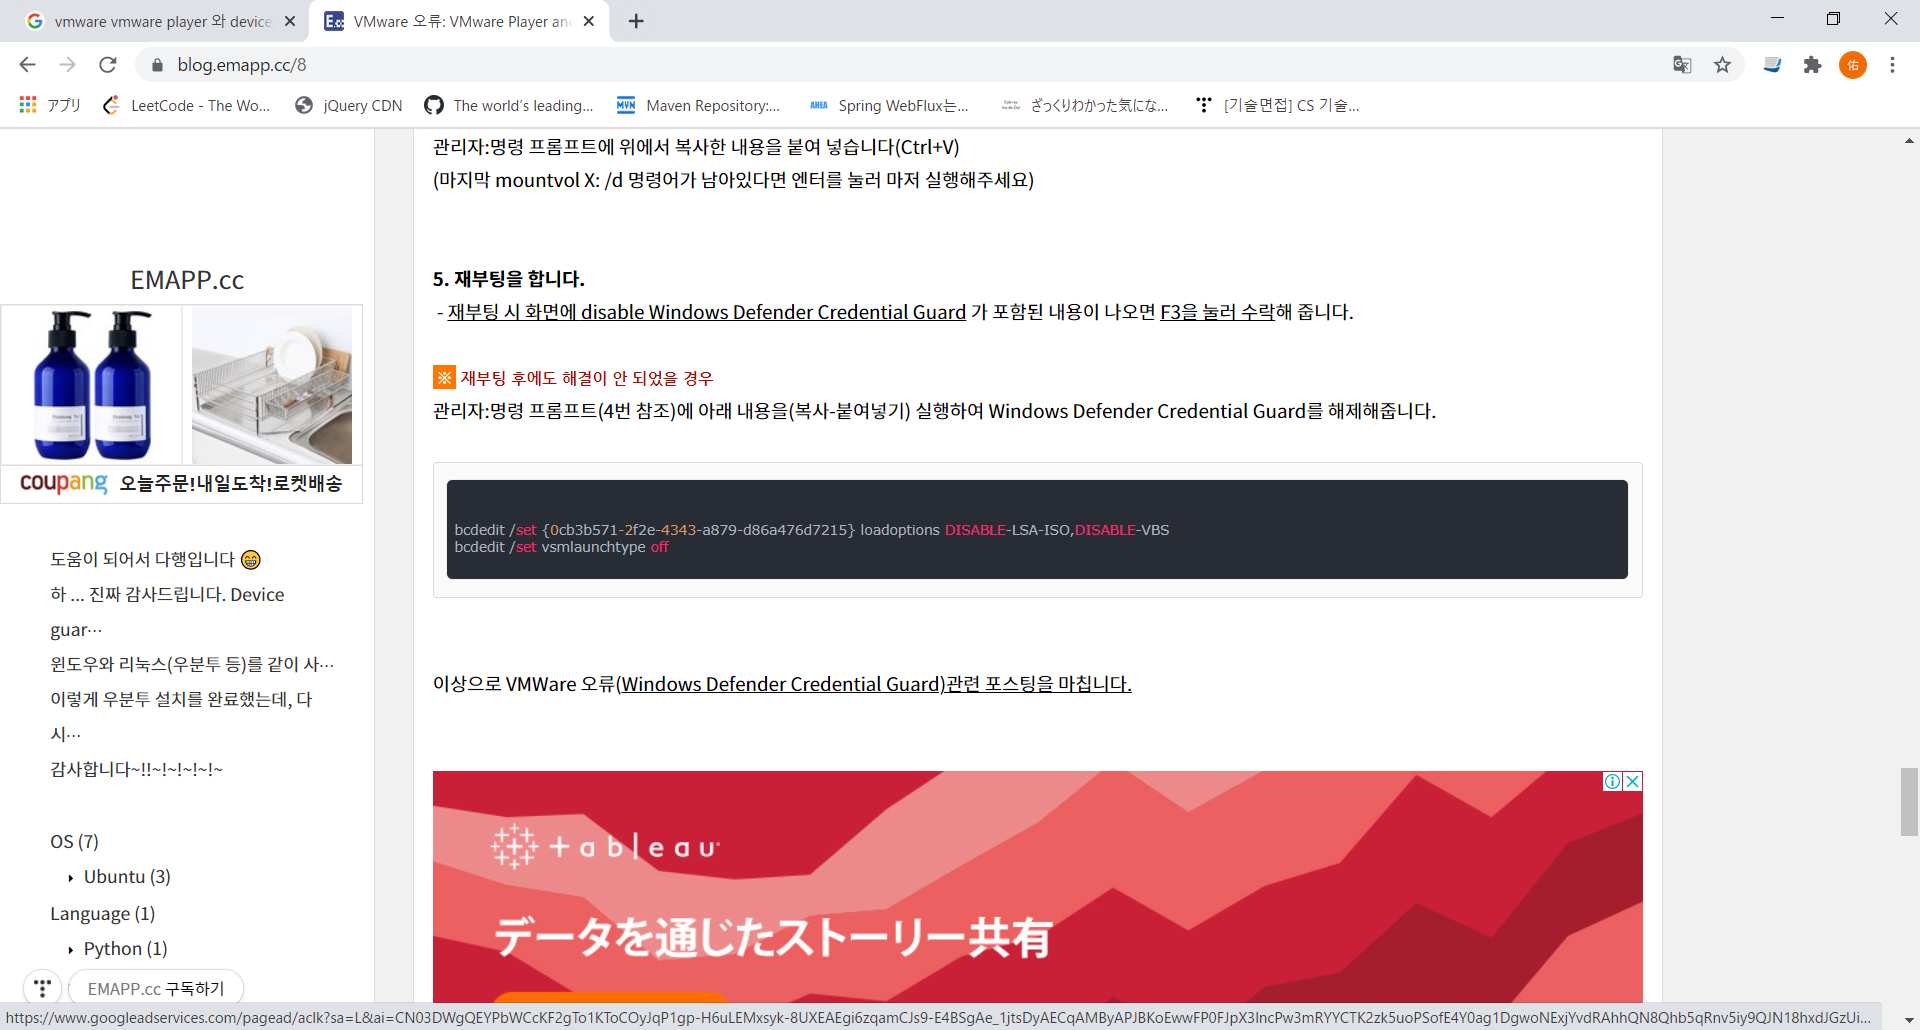 vmware vmware player 와 device
VMware 오류: VMware Player an
blog.emapp.cc/8
佑
アプリ
LeetCode - The Wo...
jQuery CDN
The world's leading...
MVN
Maven Repository:...
AHEA
Spring WebFlux는...
ざっくりわかった気にな...
[기술면접] CS 기술...
관리자:명령 프롬프트에 위에서 복사한 내용을 붙여 넣습니다(Ctrl+V)
(마지막 mountvol X: /d 명령어가 남아있다면 엔터를 눌러 마저 실행해주세요)
5. 재부팅을 합니다.
- 재부팅 시 화면에 disable Windows Defender Credential Guard 가 포함된 내용이 나오면 F3을 눌러 수락해 줍니다.
※ 재부팅 후에도 해결이 안 되었을 경우
관리자:명령 프롬프트(4번 참조)에 아래 내용을(복사-붙여넣기) 실행하여 Windows Defender Credential Guard를 해제해줍니다.
bcdedit /set {0cb3b571-2f2e-4343-a879-d86a476d7215} loadoptions DISABLE-LSA-ISO,DISABLE-VBS
bcdedit /set vsmlaunchtype off
이상으로 VMWare 오류(Windows Defender Credential Guard)관련 포스팅을 마칩니다.
EMAPP.cc
coupang 오늘주문!내일도착!로켓배송
도움이 되어서 다행입니다 😁
하 ... 진짜 감사드립니다. Device
guar…
윈도우와 리눅스(우분투 등)를 같이 사…
이렇게 우분투 설치를 완료했는데, 다
시…
감사합니다~!!~!~!~!~!~
OS (7)
Ubuntu (3)
Language (1)
Python (1)
EMAPP.cc 구독하기
+ableau
データを通じたストーリー共有
https://www.googleadservices.com/pagead/aclk?sa=L&ai=CN03DWgQEYPbWCcKF2gTo1KToCOyJqP1gp-H6uLEMxsyk-8UXEAEgi6zqamCJs9-E4BSgAe_1jtsDyAECqAMByAPJBKoEwwFP0FJpX3IncPw3mRYYCTK2zk5uoPSofE4Y0ag1DgwoNExjYvdRAhhQN8Qhb5qRnv5iy9QJN18hxdJGzUi...